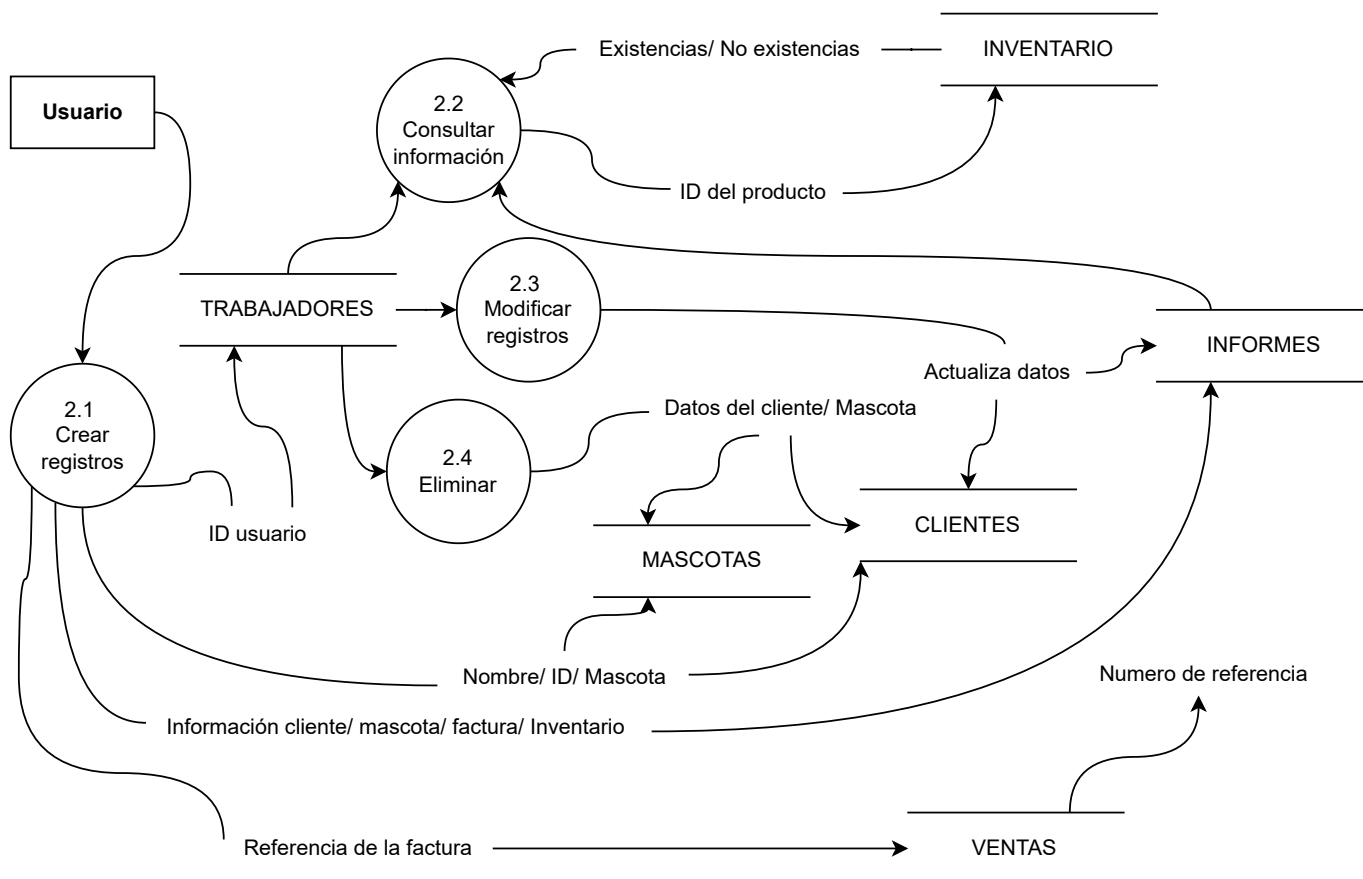 Existencias/ No existencias
INVENTARIO
Usuario
2.2
Consultar
información
ID del producto
TRABAJADORES
2.3
Modificar
registros
INFORMES
Actualiza datos
2.1
Crear
registros
Datos del cliente/ Mascota
2.4
Eliminar
ID usuario
CLIENTES
MASCOTAS
Nombre/ ID/ Mascota
Numero de referencia
Información cliente/ mascota/ factura/ Inventario
Referencia de la factura
VENTAS